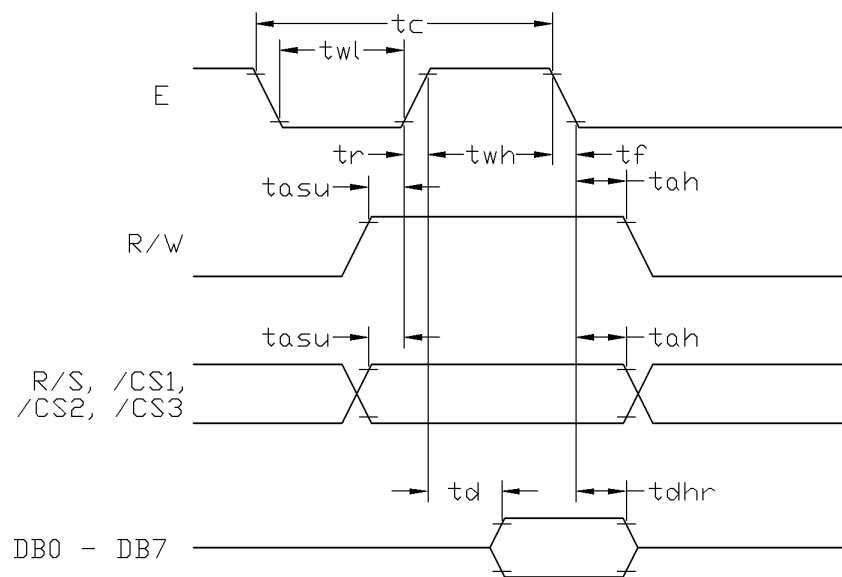 tc
twl
E
tr
twh
tf
tasu
tah
R/W
tasu
tah
R/S, /CS1,
/CS2, /CS3
td
tdhr
DB0 - DB7